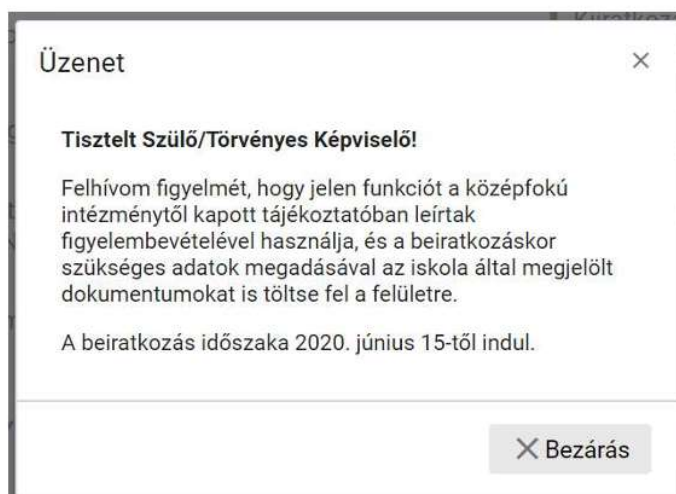 Üzenet
Tisztelt Szülő/Törvényes Képviselő!
Felhívom figyelmét, hogy jelen funkciót a középfokú
intézménytől kapott tájékoztatóban leírtak
figyelembevételével használja, és a beiratkozáskor
szükséges adatok megadásával az iskola által megjelölt
dokumentumokat is töltse fel a felületre.
A beiratkozás időszaka 2020. június 15-től indul.
Bezárás